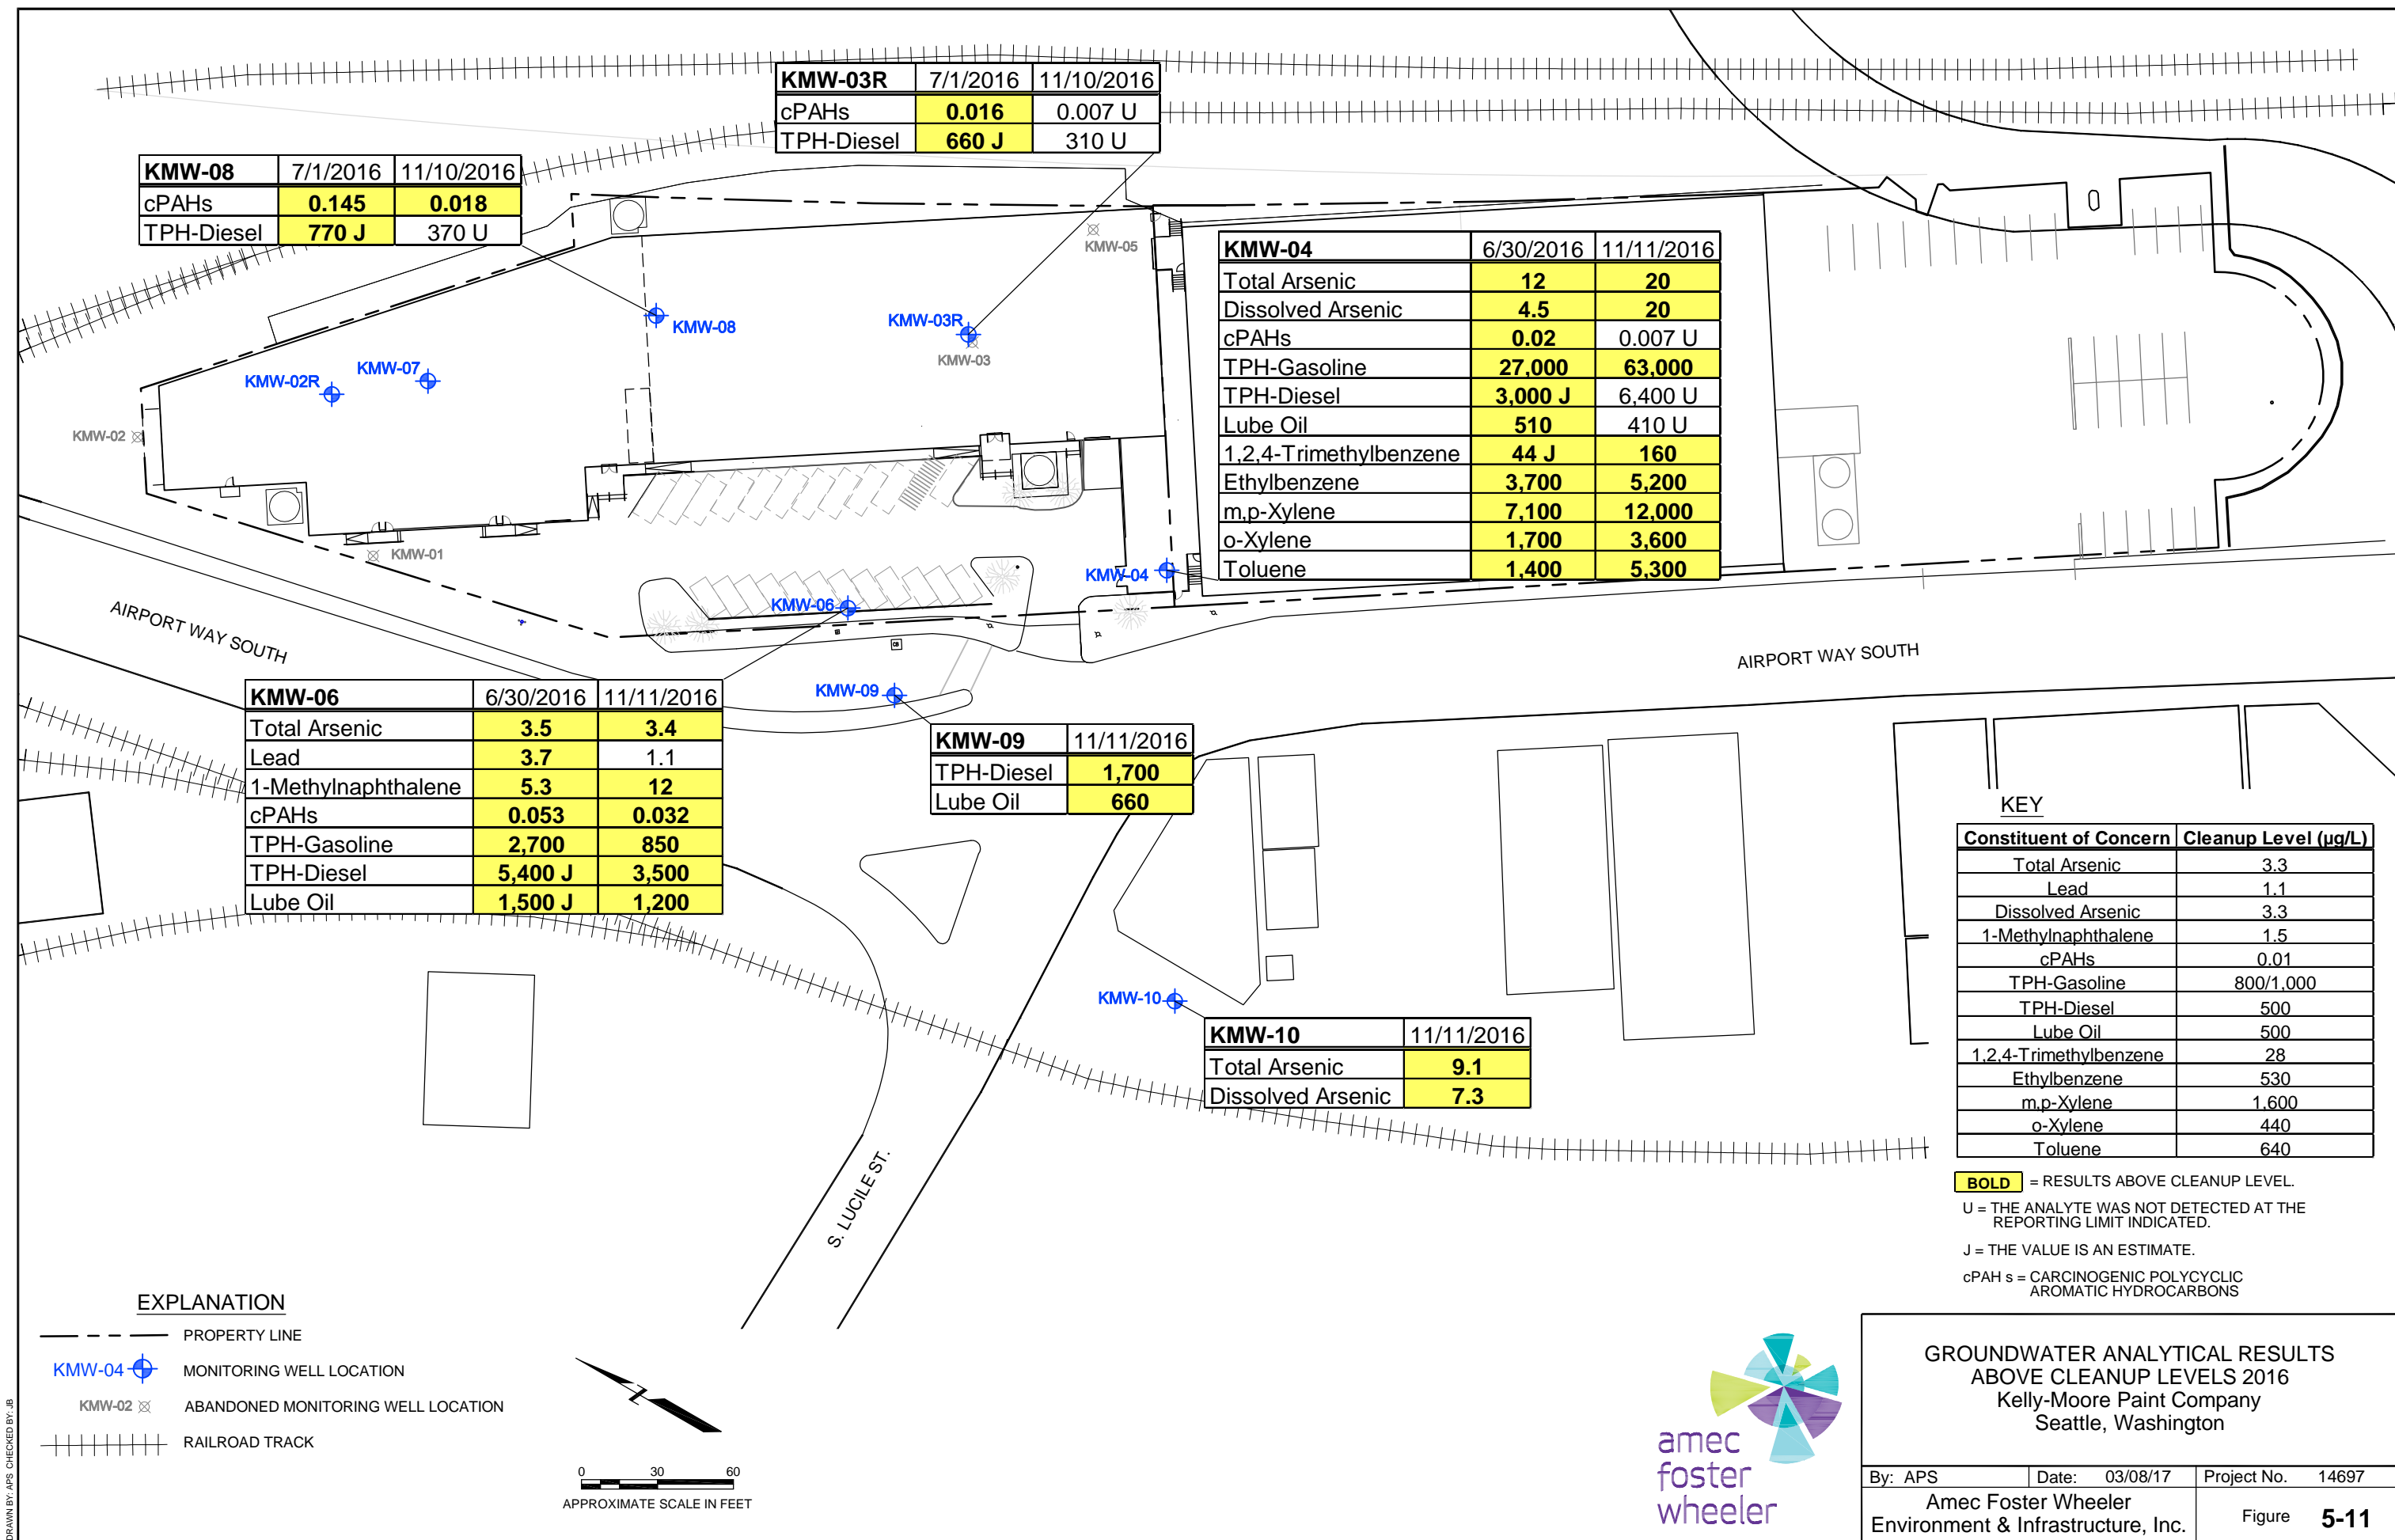 KMW-03R 7/1/2016 11/10/2016
cPAHs 0.016 0.007 U
TPH-Diesel 660 J 310 U
KMW-08 7/1/2016 11/10/2016
cPAHs 0.145 0.018
TPH-Diesel 770 J 370 U
KMW-05
KMW-04 6/30/2016 11/11/2016
Total Arsenic 12 20
Dissolved Arsenic 4.5 20
cPAHs 0.02 0.007 U
TPH-Gasoline 27,000 63,000
TPH-Diesel 3,000 J 6,400 U
Lube Oil 510 410 U
1,2,4-Trimethylbenzene 44 J 160
Ethylbenzene 3,700 5,200
m,p-Xylene 7,100 12,000
o-Xylene 1,700 3,600
Toluene 1,400 5,300
KMW-08
KMW-03R
KMW-03
KMW-07
KMW-02R
KMW-02
KMW-01
KMW-04
KMW-06
AIRPORT WAY SOUTH
AIRPORT WAY SOUTH
KMW-09
KMW-06 6/30/2016 11/11/2016
Total Arsenic 3.5 3.4
Lead 3.7 1.1
1-Methylnaphthalene 5.3 12
cPAHs 0.053 0.032
TPH-Gasoline 2,700 850
TPH-Diesel 5,400 J 3,500
Lube Oil 1,500 J 1,200
KMW-09 11/11/2016
TPH-Diesel 1,700
Lube Oil 660
KMW-10
KMW-10 11/11/2016
Total Arsenic 9.1
Dissolved Arsenic 7.3
S. LUCILE ST.
KEY
Constituent of Concern Cleanup Level (µg/L)
Total Arsenic 3.3
Lead 1.1
Dissolved Arsenic 3.3
1-Methylnaphthalene 1.5
cPAHs 0.01
TPH-Gasoline 800/1,000
TPH-Diesel 500
Lube Oil 500
1,2,4-Trimethylbenzene 28
Ethylbenzene 530
m,p-Xylene 1,600
o-Xylene 440
Toluene 640
BOLD = RESULTS ABOVE CLEANUP LEVEL.
U = THE ANALYTE WAS NOT DETECTED AT THE
REPORTING LIMIT INDICATED.
J = THE VALUE IS AN ESTIMATE.
cPAH s = CARCINOGENIC POLYCYCLIC
AROMATIC HYDROCARBONS
EXPLANATION
PROPERTY LINE
KMW-04 MONITORING WELL LOCATION
KMW-02 ABANDONED MONITORING WELL LOCATION
RAILROAD TRACK
0 30 60
APPROXIMATE SCALE IN FEET
amec
foster
wheeler
GROUNDWATER ANALYTICAL RESULTS
ABOVE CLEANUP LEVELS 2016
Kelly-Moore Paint Company
Seattle, Washington
By: APS Date: 03/08/17 Project No. 14697
Amec Foster Wheeler
Environment & Infrastructure, Inc.
Figure 5-11
DRAWN BY: APS CHECKED BY: JB